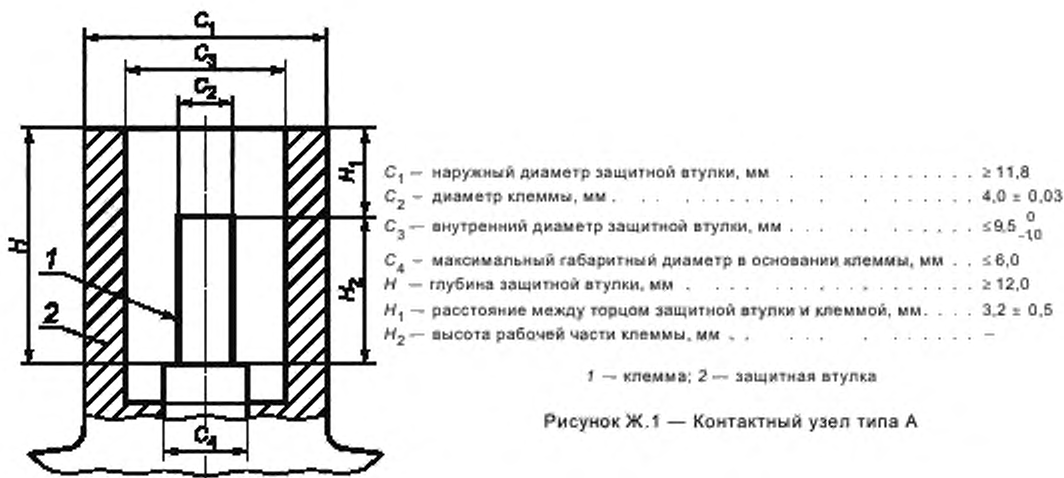 C1
C3
C2
H1
H
1
H2
2
C4
C1 — наружный диаметр защитной втулки, мм . . . . . . . . . . . . ≥ 11,8
C2 — диаметр клеммы, мм . . . . . . . . . . . . . . . . . . . 4,0 ± 0,03
C3 — внутренний диаметр защитной втулки, мм . . . . . . . . . . . ≤ 9,5 0 -1,0
C4 — максимальный габаритный диаметр в основании клеммы, мм . . ≤ 6,0
H — глубина защитной втулки, мм . . . . . . . . . . . . . . . . ≥ 12,0
H1 — расстояние между торцом защитной втулки и клеммой, мм. . . . 3,2 ± 0,5
H2 — высота рабочей части клеммы, мм . . . . . . . . . . . . . –
1 — клемма; 2 — защитная втулка
Рисунок Ж.1 — Контактный узел типа А